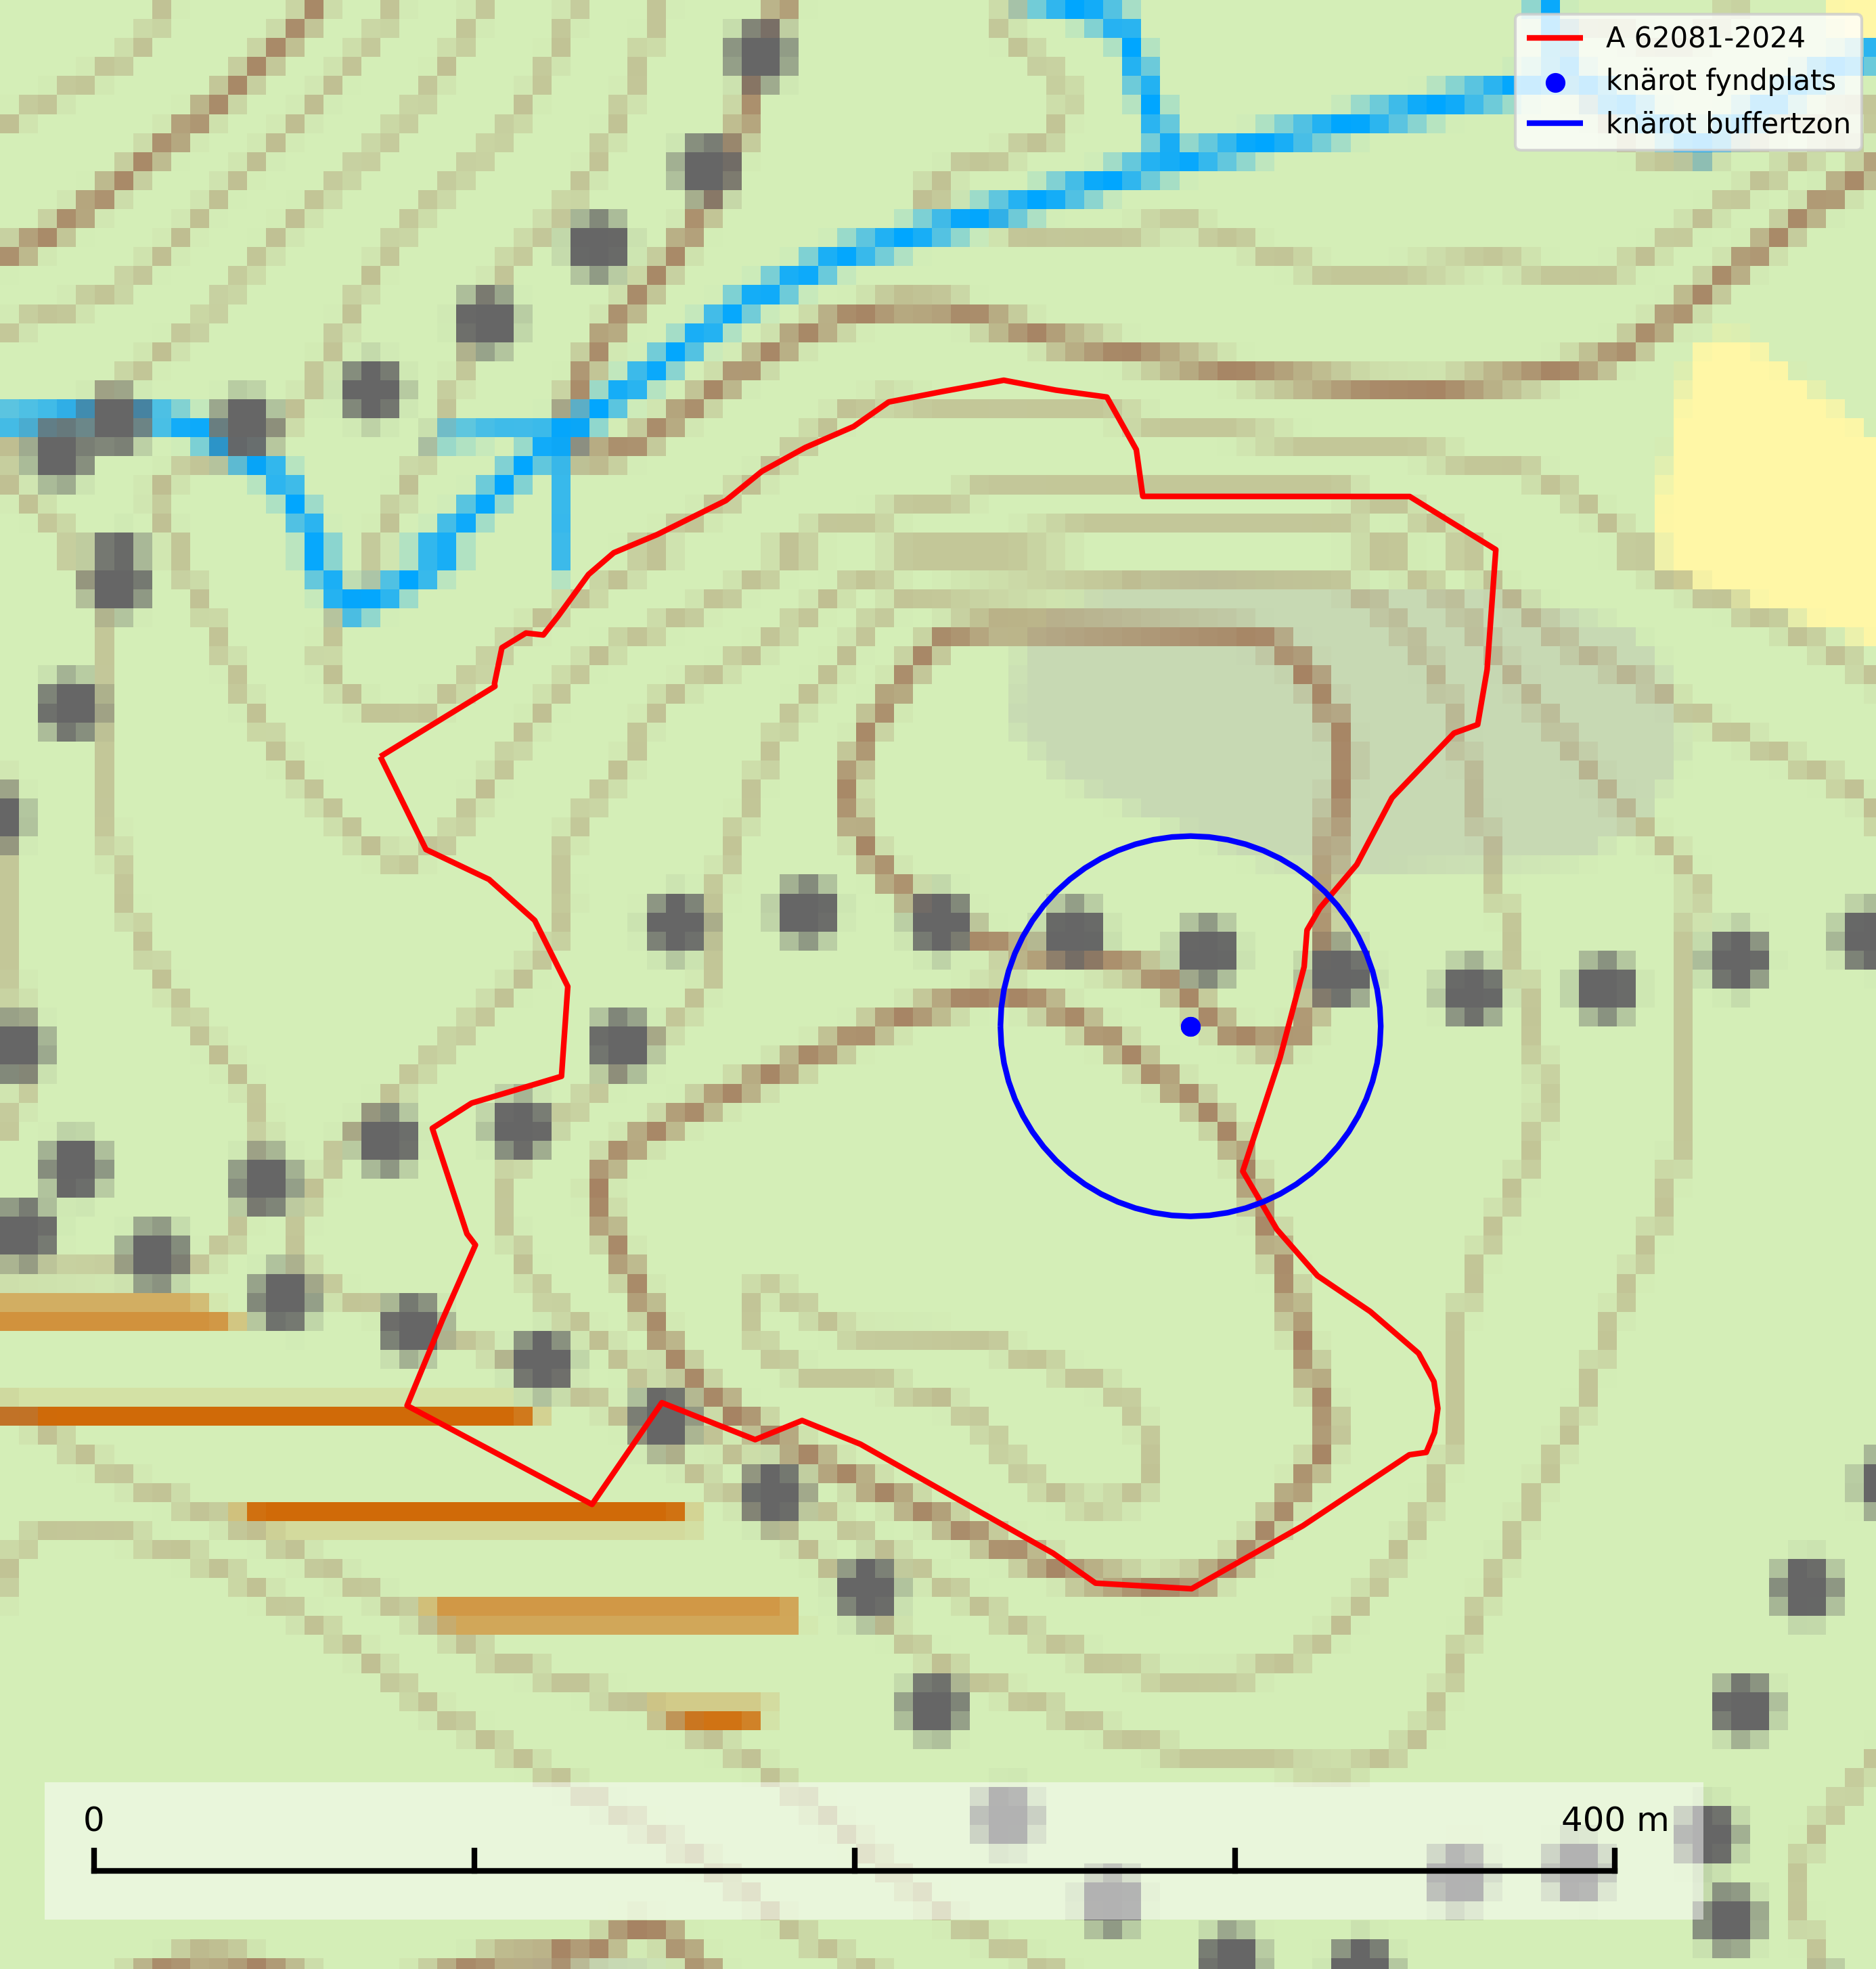 A 62081-2024
knärot fyndplats
knärot buffertzon
0 400 m